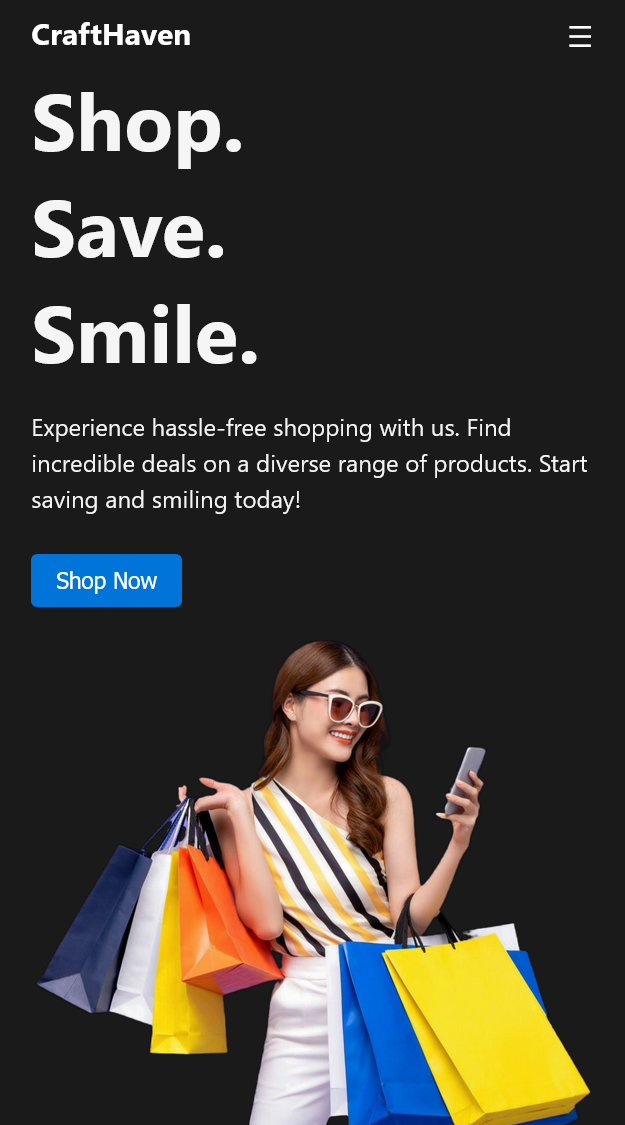 CraftHaven
Shop.
Save.
Smile.
Experience hassle-free shopping with us. Find
incredible deals on a diverse range of products. Start
saving and smiling today!
Shop Now